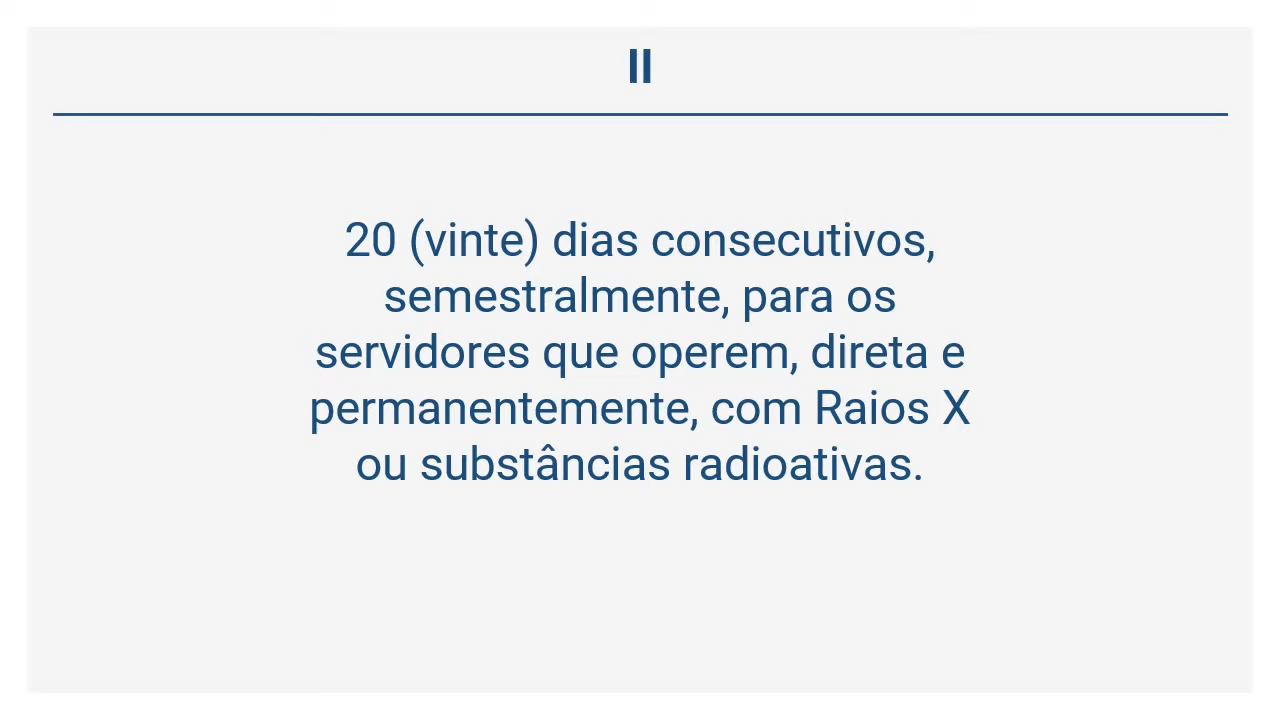 II
20 (vinte) dias consecutivos,
semestralmente, para os
servidores que operem, direta e
permanentemente, com Raios X
ou substâncias radioativas.